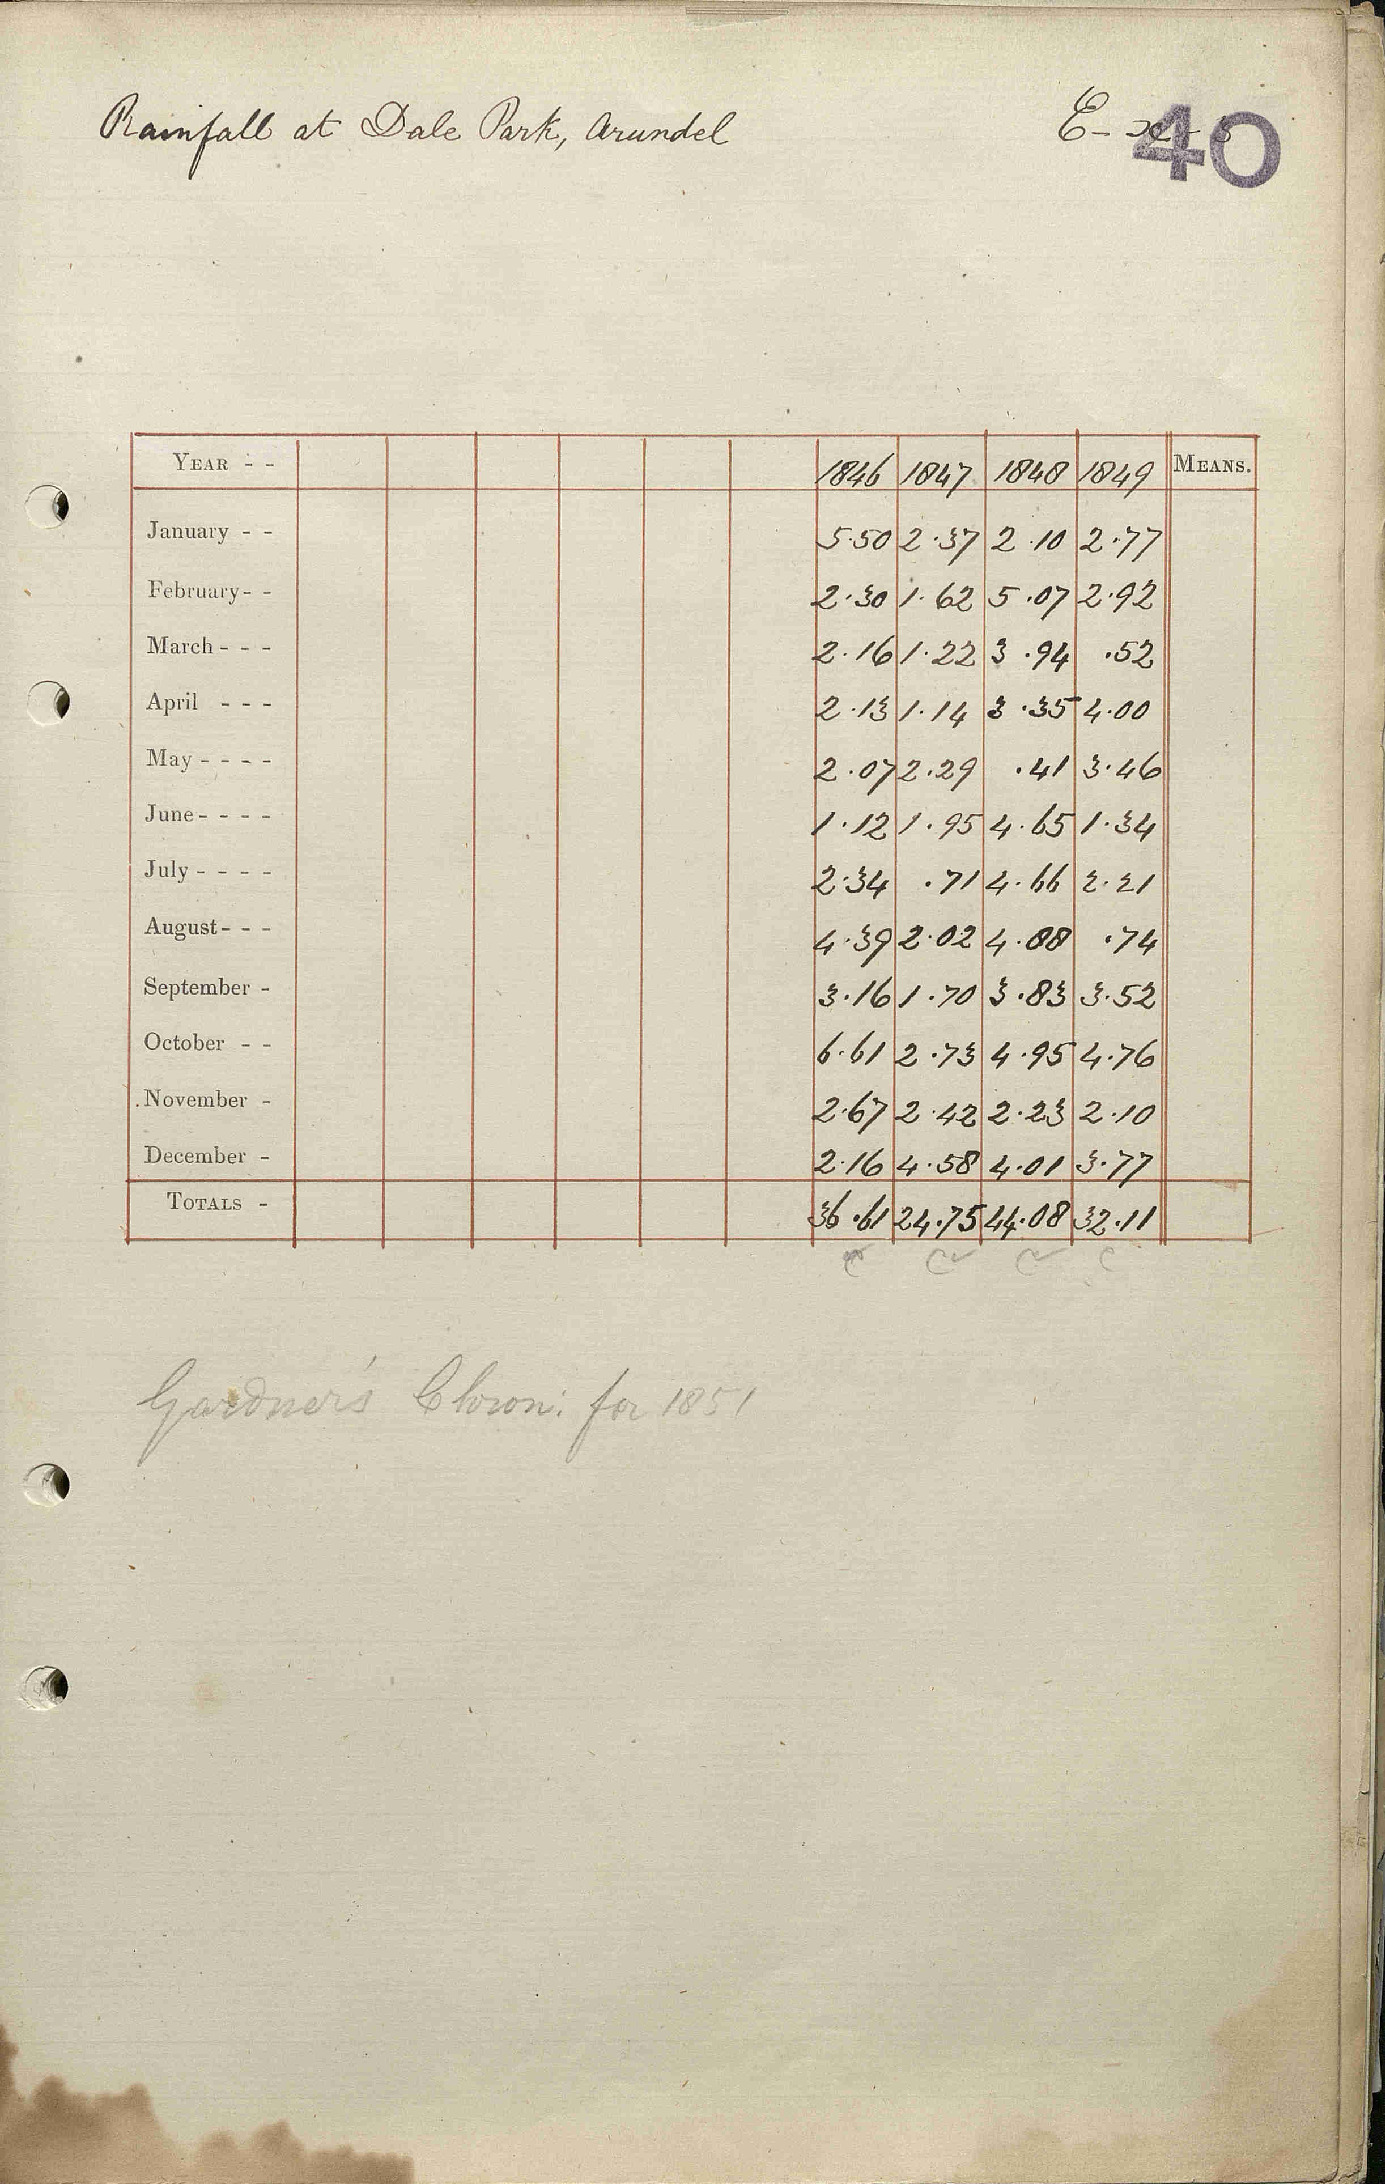 Rainfall at Dale Park, Arundel
40
YEAR - - 1846 1847 1848 1849 MEANS.
January - - 5.50 2.37 2.10 2.77
February - - 2.30 1.62 5.07 2.92
March - - - 2.16 1.22 3.94 .52
April - - - 2.13 1.14 3.35 4.00
May - - - - 2.07 2.29 .41 3.46
June - - - - 1.12 1.95 4.65 1.34
July - - - - 2.34 .71 4.66 2.21
August - - - 4.39 2.02 4.88 .74
September - 3.16 1.70 3.83 3.52
October - - 6.61 2.73 4.95 4.76
November - 2.67 2.42 2.23 2.10
December - 2.16 4.58 4.01 3.77
TOTALS - 36.61 24.75 44.08 32.11
Gardner's Chron: for 1851